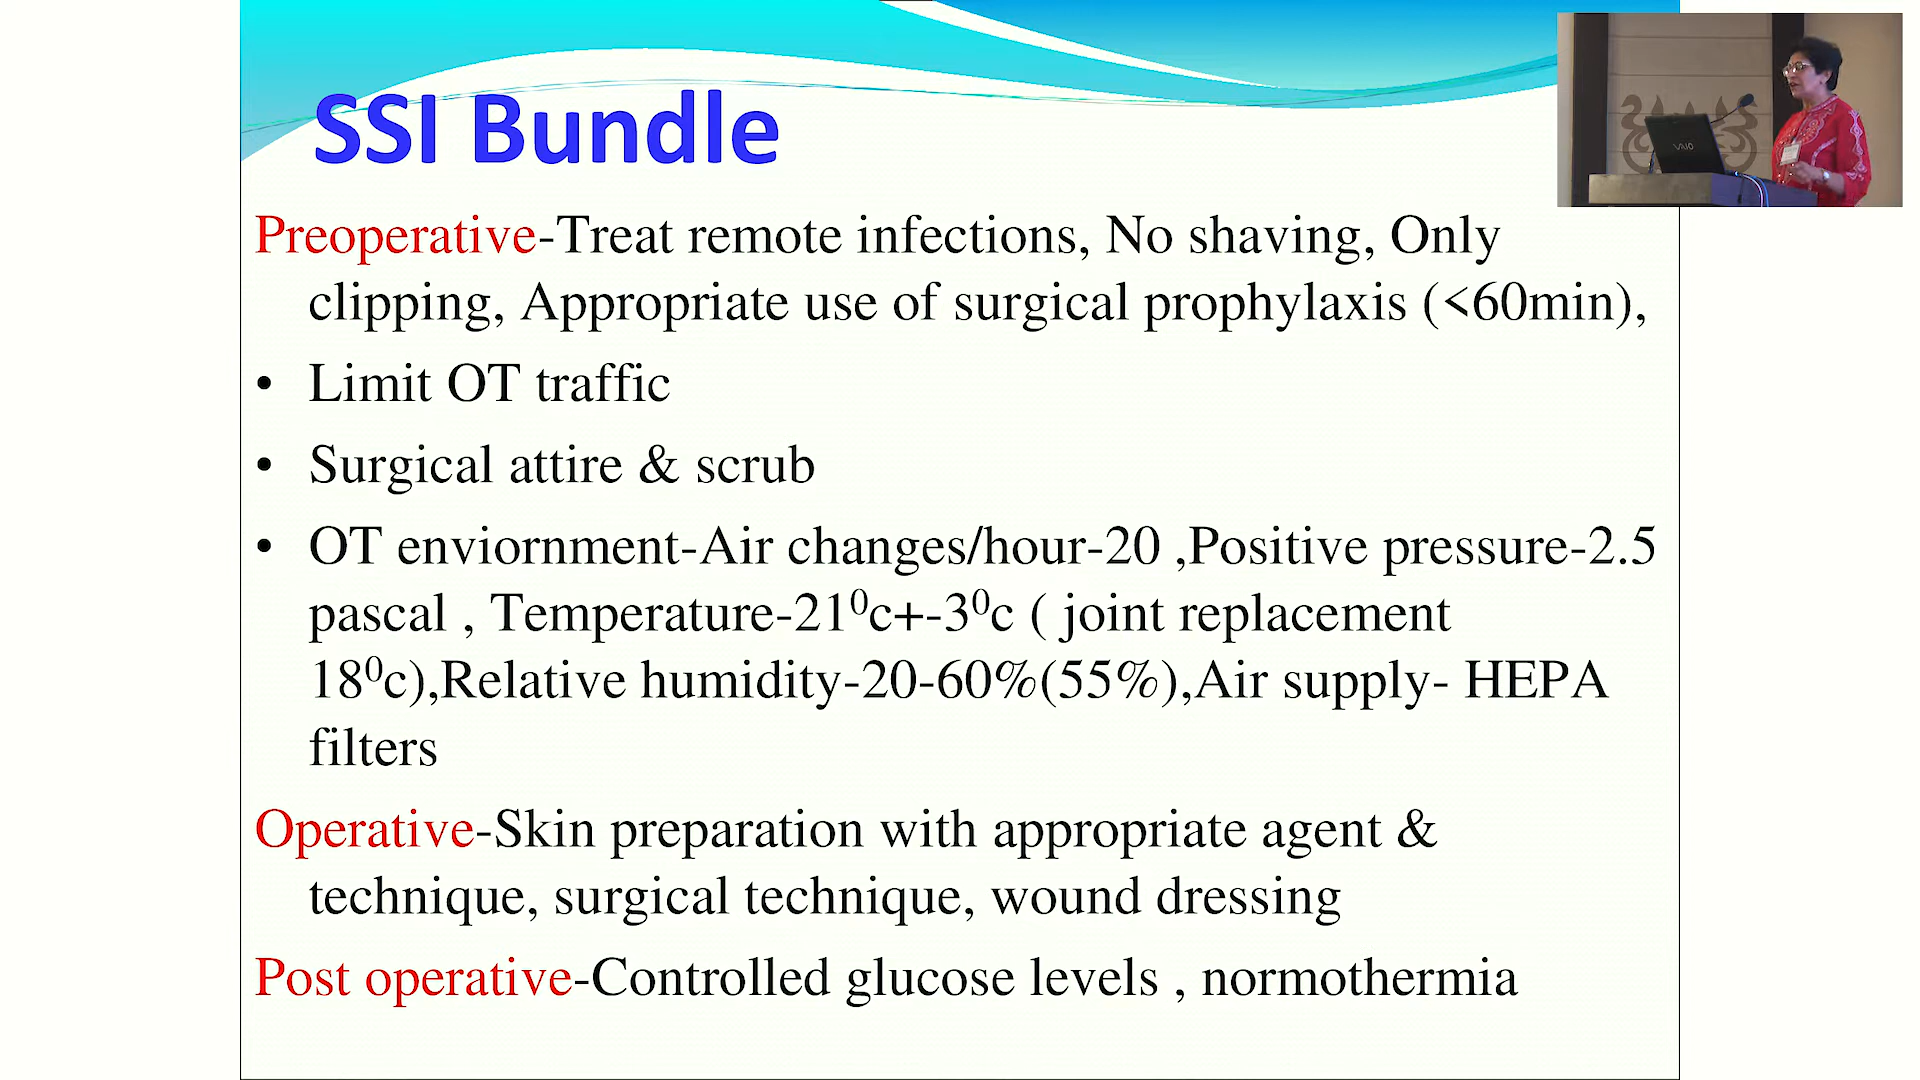 SSI Bundle
Preoperative-Treat remote infections, No shaving, Only
clipping, Appropriate use of surgical prophylaxis (<60min),
• Limit OT traffic
• Surgical attire & scrub
• OT enviornment-Air changes/hour-20 ,Positive pressure-2.5
pascal , Temperature-21⁰c+-3⁰c ( joint replacement
18⁰c),Relative humidity-20-60%(55%),Air supply- HEPA
filters
Operative-Skin preparation with appropriate agent &
technique, surgical technique, wound dressing
Post operative-Controlled glucose levels , normothermia
VAIO